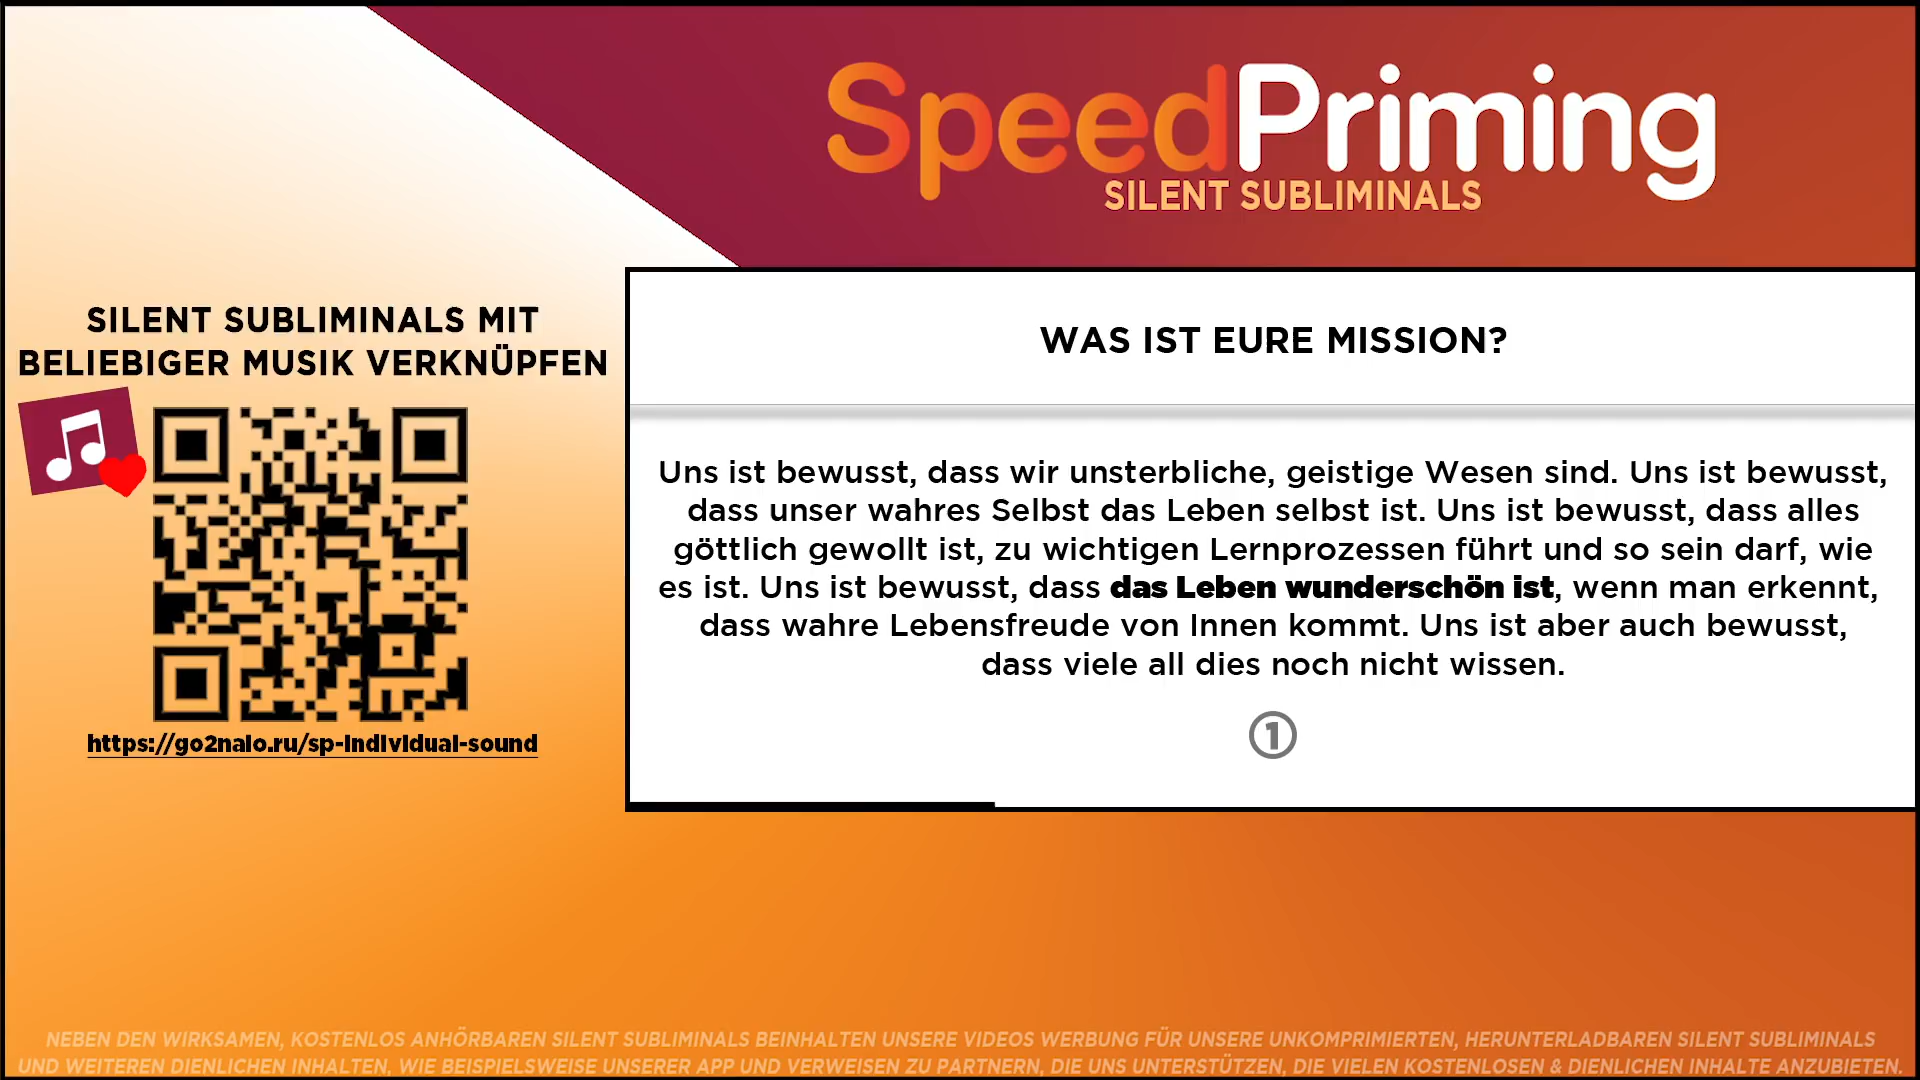 SpeedPriming
SILENT SUBLIMINALS
SILENT SUBLIMINALS MIT
BELIEBIGER MUSIK VERKNÜPFEN
https://go2nalo.ru/sp-individual-sound
WAS IST EURE MISSION?
Uns ist bewusst, dass wir unsterbliche, geistige Wesen sind. Uns ist bewusst,
dass unser wahres Selbst das Leben selbst ist. Uns ist bewusst, dass alles
göttlich gewollt ist, zu wichtigen Lernprozessen führt und so sein darf, wie
es ist. Uns ist bewusst, dass das Leben wunderschön ist, wenn man erkennt,
dass wahre Lebensfreude von Innen kommt. Uns ist aber auch bewusst,
dass viele all dies noch nicht wissen.
1
NEBEN DEN WIRKSAMEN, KOSTENLOS ANHÖRBAREN SILENT SUBLIMINALS BEINHALTEN UNSERE VIDEOS WERBUNG FÜR UNSERE UNKOMPRIMIERTEN, HERUNTERLADBAREN SILENT SUBLIMINALS
UND WEITEREN DIENLICHEN INHALTEN, WIE BEISPIELSWEISE UNSERER APP UND VERWEISEN ZU PARTNERN, DIE UNS UNTERSTÜTZEN, DIE VIELEN KOSTENLOSEN & DIENLICHEN INHALTE ANZUBIETEN.